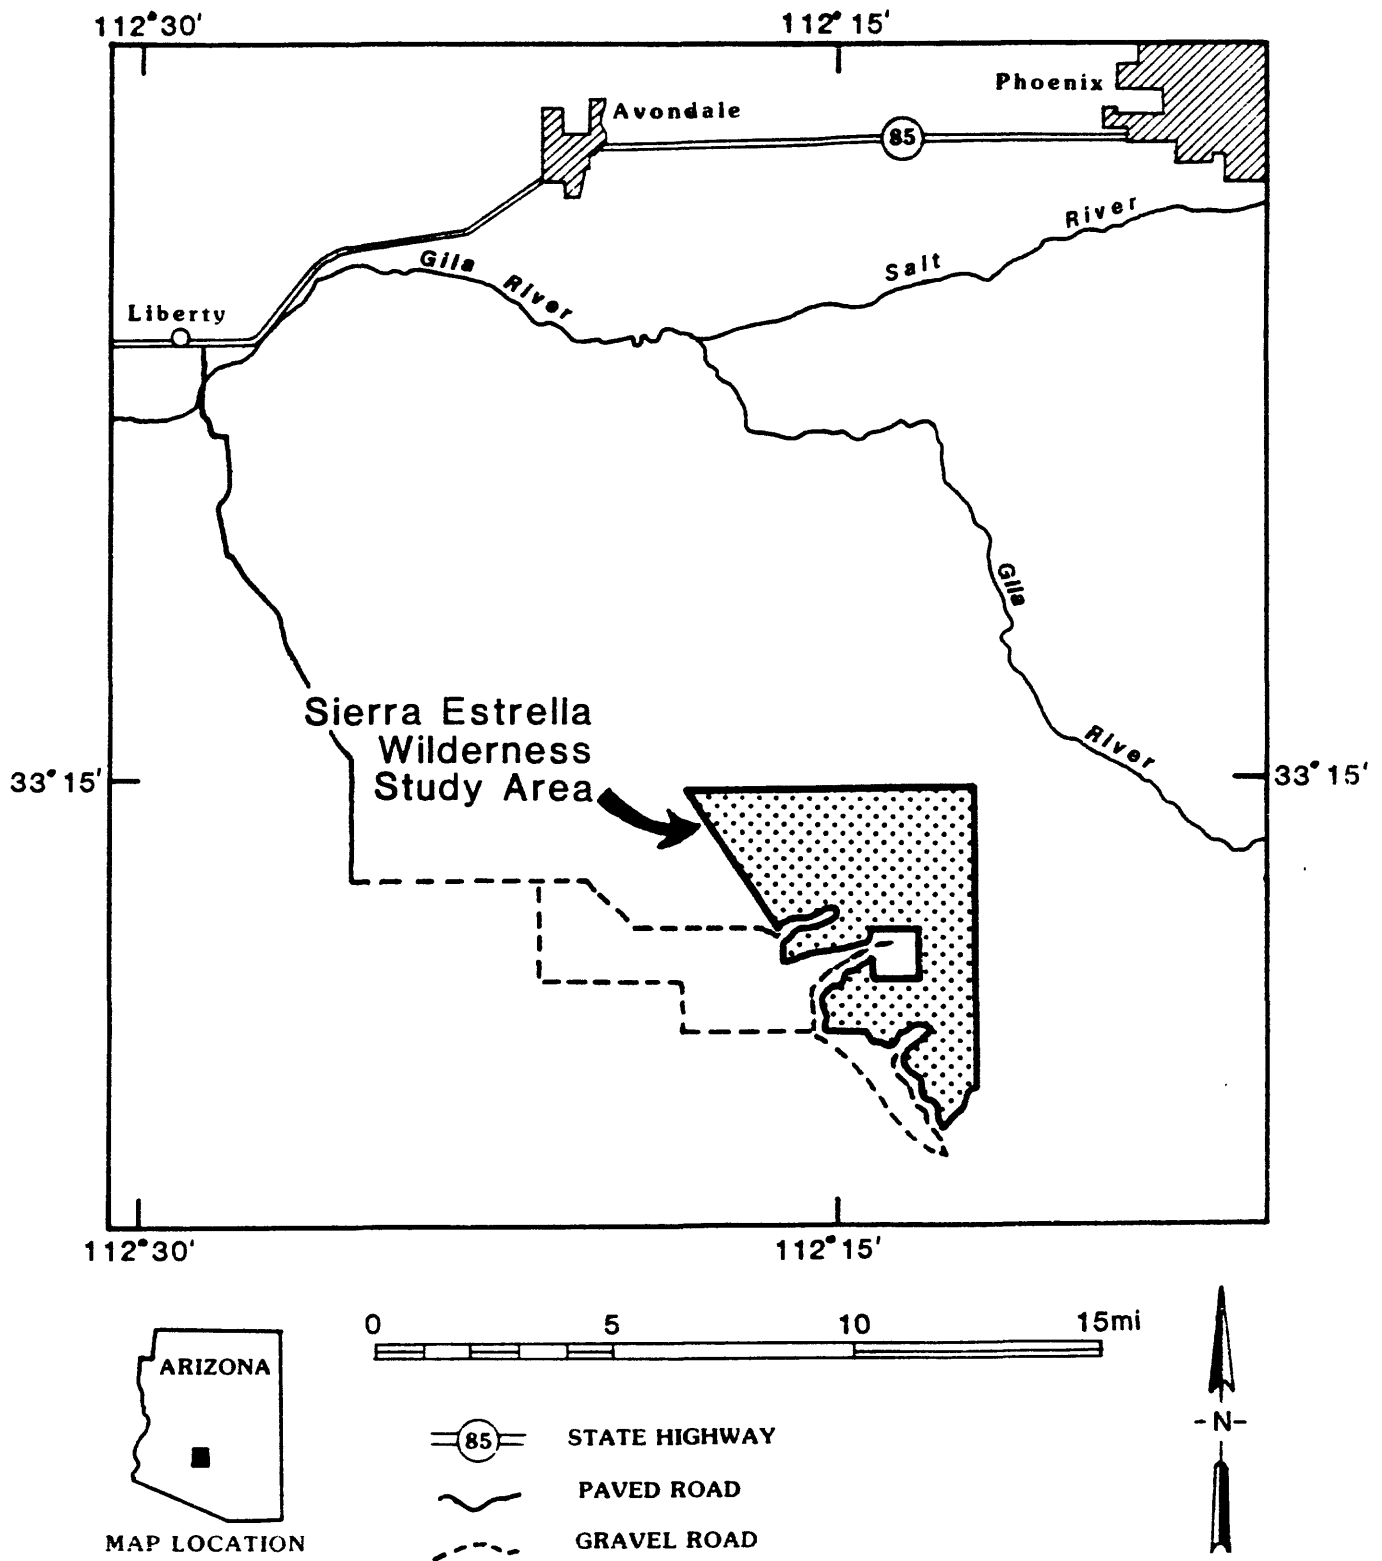 112°30'
112°15'
Phoenix
Avondale
85
River
Salt
Gila
River
Liberty
Gila
River
Sierra Estrella
Wilderness
Study Area
33°15'
33°15'
112°30'
112°15'
0 5 10 15mi
ARIZONA
MAP LOCATION
85 STATE HIGHWAY
PAVED ROAD
GRAVEL ROAD
-N-